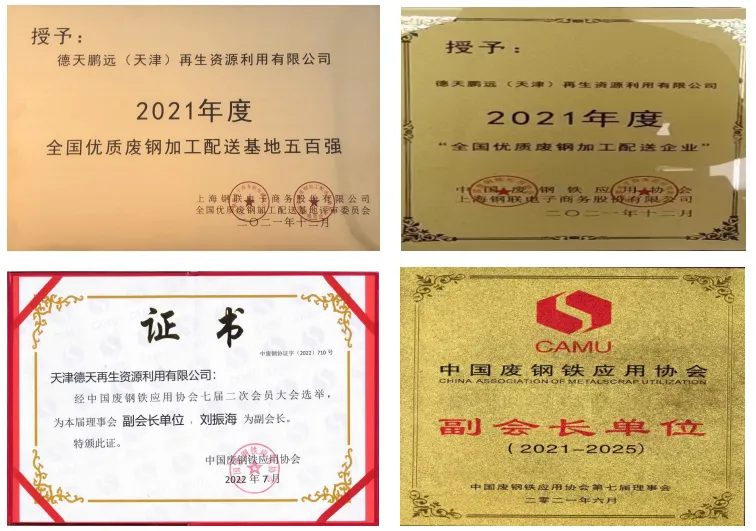 授予：
德天鹏远（天津）再生资源利用有限公司
2021年度
全国优质废钢加工配送基地五百强
上海钢联电子商务股份有限公司
全国优质废钢加工配送基地评审委员会
二〇二一年十二月
授予：
德天鹏远（天津）再生资源利用有限公司
2021年度
“全国优质废钢加工配送企业”
中国废钢铁应用协会
上海钢联电子商务股份有限公司
二〇二一年十二月
证书
中废钢协证字（2022）710号
天津德天再生资源利用有限公司：
经中国废钢铁应用协会七届二次会员大会选举，
为本届理事会 副会长单位，刘振海 为副会长。
特颁此证。
中国废钢铁应用协会
2022年7月
CAMU
中国废钢铁应用协会
CHINA ASSOCIATION OF METALSCRAP UTILIZATION
副会长单位
(2021-2025)
中国废钢铁应用协会第七届理事会
二零二一年六月